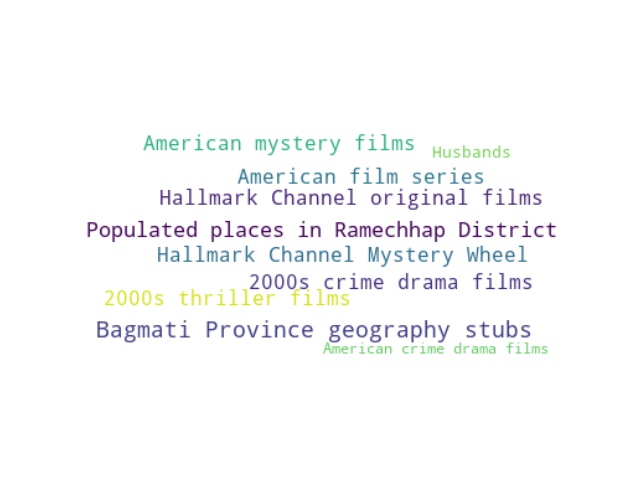 American mystery films
Husbands
American film series
Hallmark Channel original films
Populated places in Ramechhap District
Hallmark Channel Mystery Wheel
2000s crime drama films
2000s thriller films
Bagmati Province geography stubs
American crime drama films